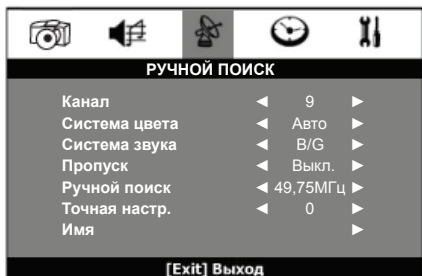 РУЧНОЙ ПОИСК
Канал ◄ 9 ►
Система цвета ◄ Авто ►
Система звука ◄ B/G ►
Пропуск ◄ Выкл. ►
Ручной поиск ◄ 49,75МГц ►
Точная настр. ◄ 0 ►
Имя ►
[Exit] Выход